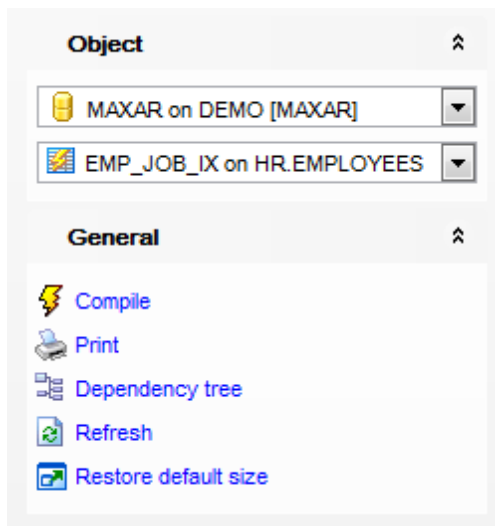 Object
MAXAR on DEMO [MAXAR]
EMP_JOB_IX on HR.EMPLOYEES
General
Compile
Print
Dependency tree
Refresh
Restore default size